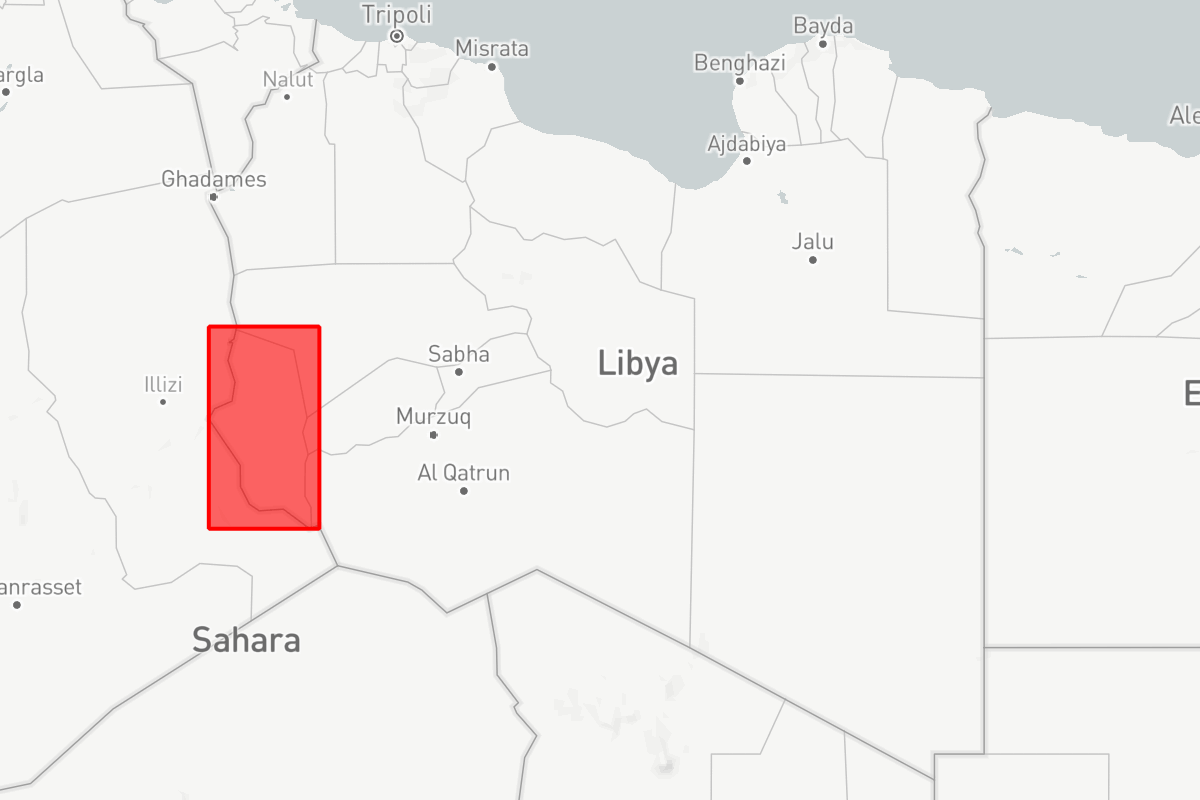 Tripoli
Bayda
Misrata
Benghazi
argla
Nalut
Ale
Ajdabiya
Ghadames
Jalu
Sabha
Libya
Illizi
E
Murzuq
Al Qatrun
anrasset
Sahara